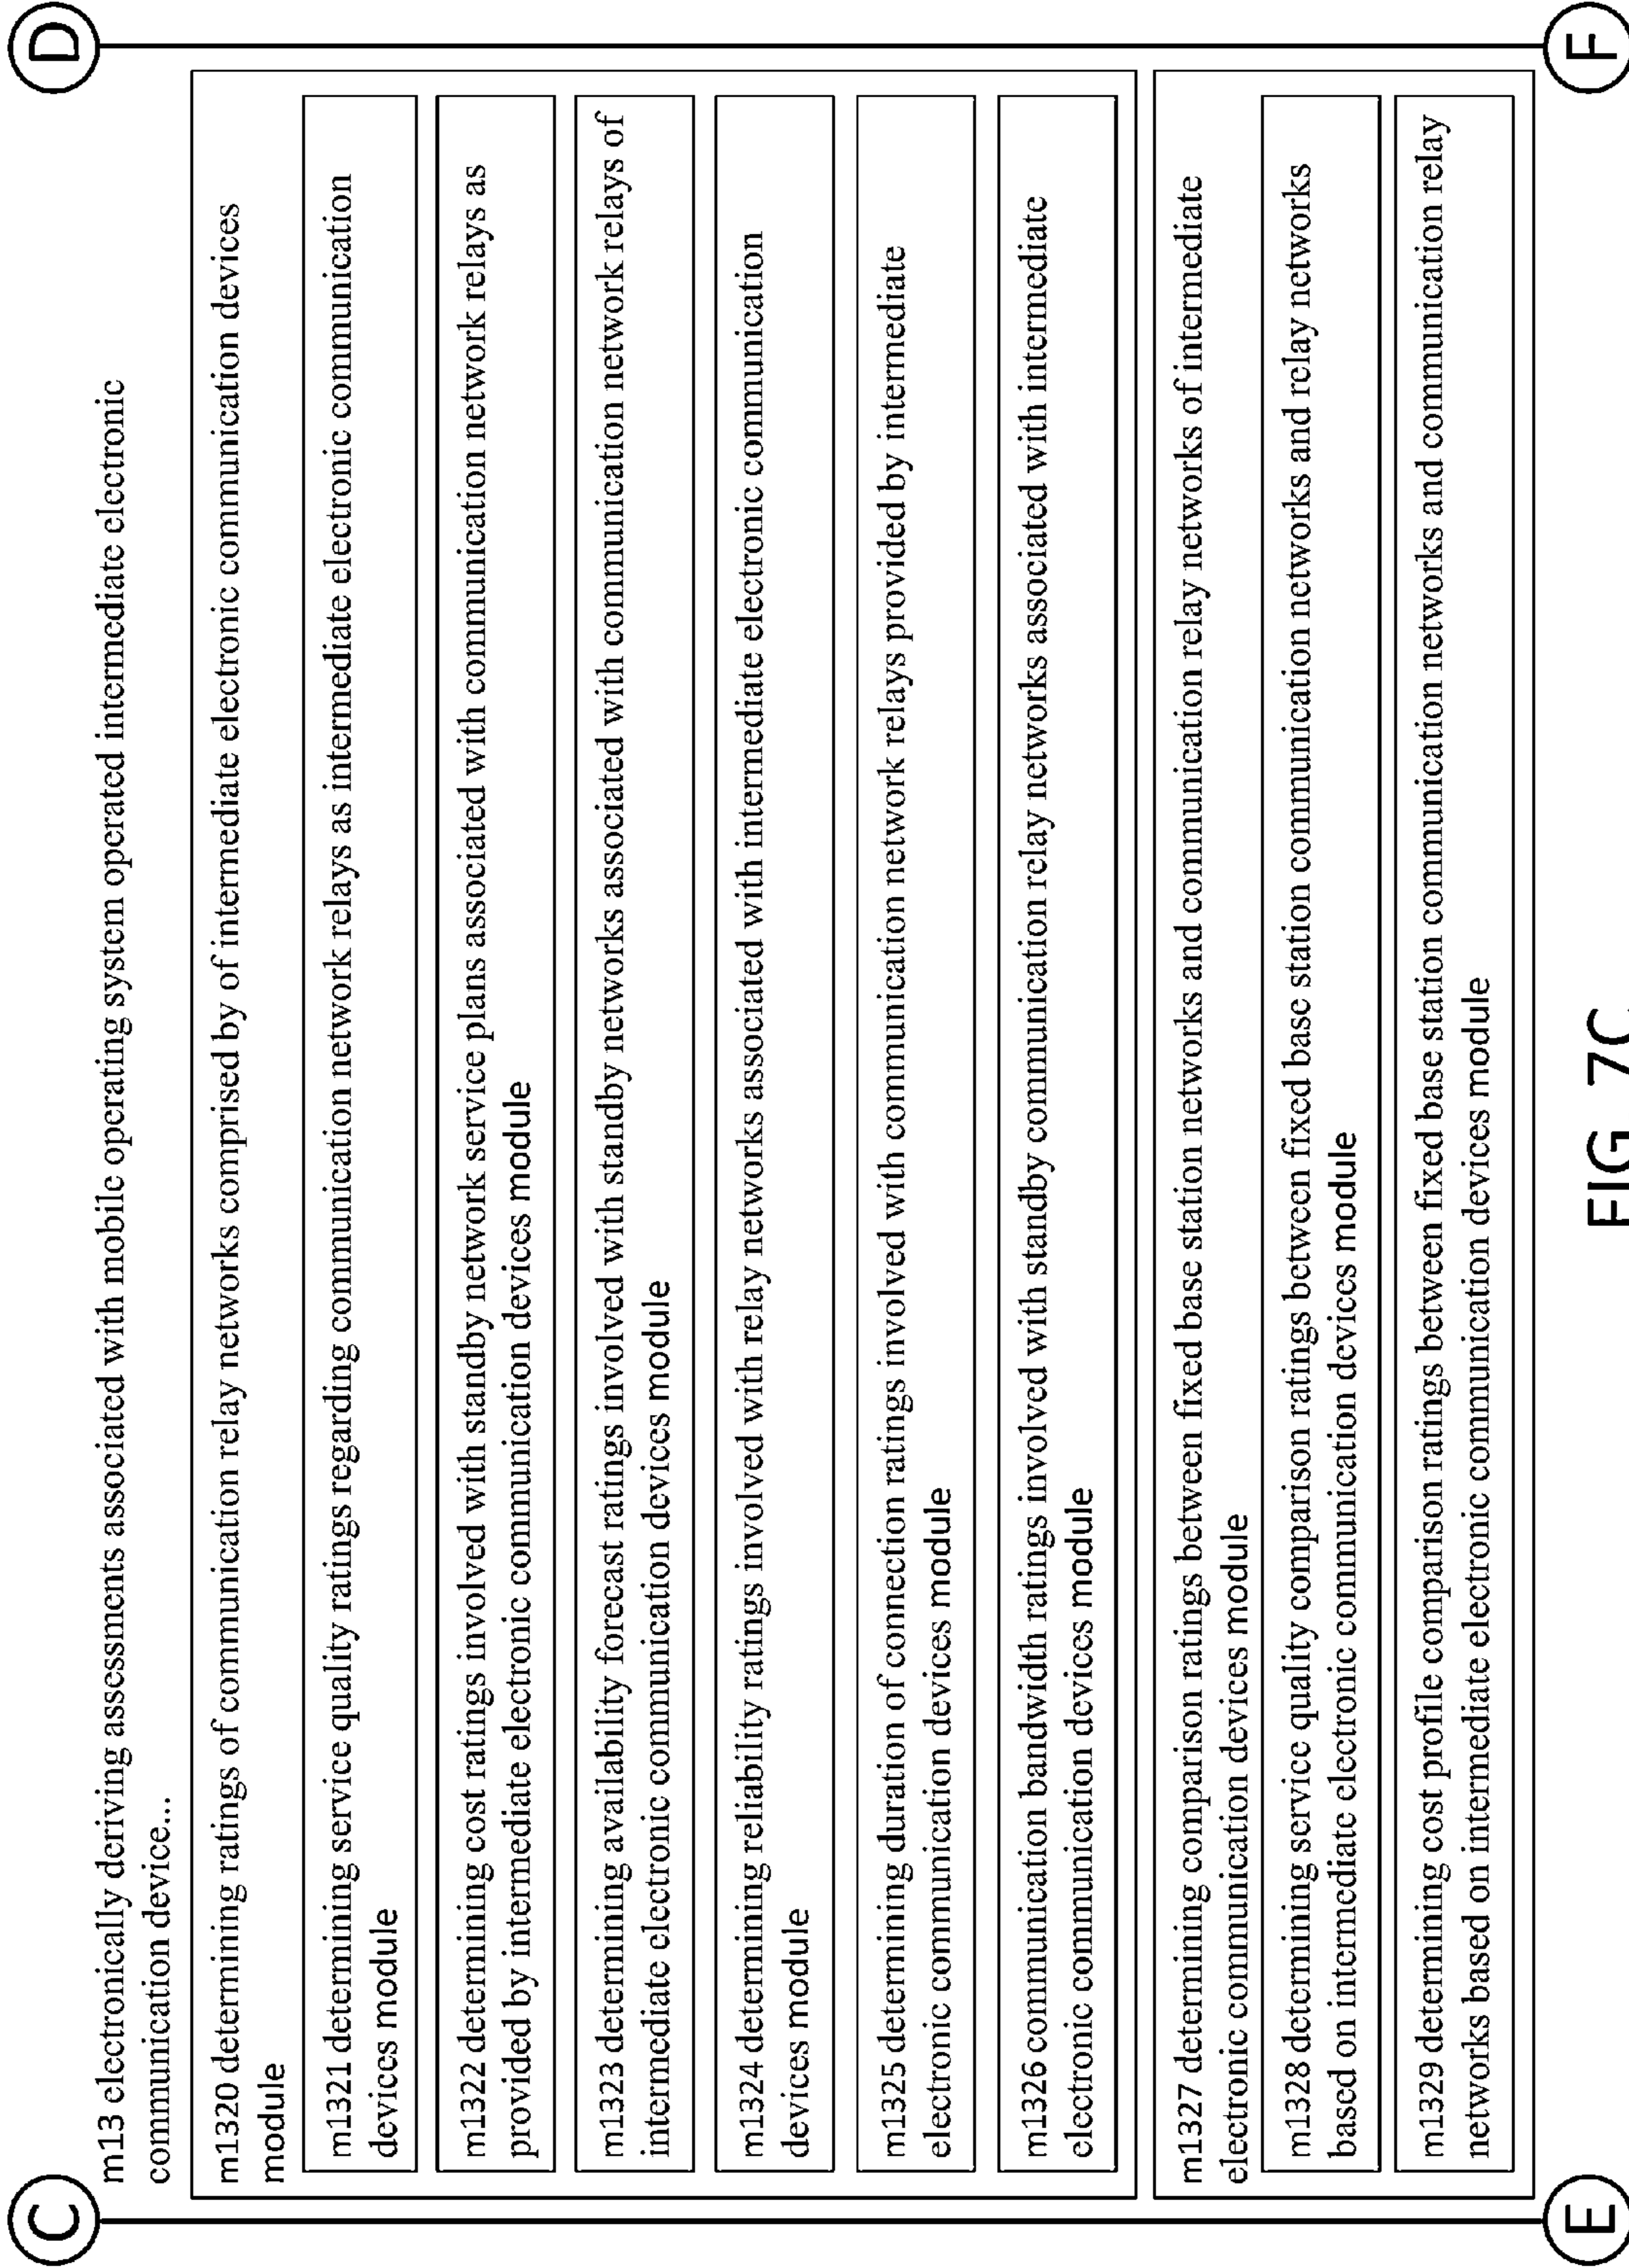 C
D
m13 electronically deriving assessments associated with mobile operating system operated intermediate electronic
communication device...
m1320 determining ratings of communication relay networks comprised by of intermediate electronic communication devices
module
m1321 determining service quality ratings regarding communication network relays as intermediate electronic communication
devices module
m1322 determining cost ratings involved with standby network service plans associated with communication network relays as
provided by intermediate electronic communication devices module
m1323 determining availability forecast ratings involved with standby networks associated with communication network relays of
intermediate electronic communication devices module
m1324 determining reliability ratings involved with relay networks associated with intermediate electronic communication
devices module
m1325 determining duration of connection ratings involved with communication network relays provided by intermediate
electronic communication devices module
m1326 communication bandwidth ratings involved with standby communication relay networks associated with intermediate
electronic communication devices module
m1327 determining comparison ratings between fixed base station networks and communication relay networks of intermediate
electronic communication devices module
m1328 determining service quality comparison ratings between fixed base station communication networks and relay networks
based on intermediate electronic communication devices module
m1329 determining cost profile comparison ratings between fixed base station communication networks and communication relay
networks based on intermediate electronic communication devices module
E
F
FIG. 7C